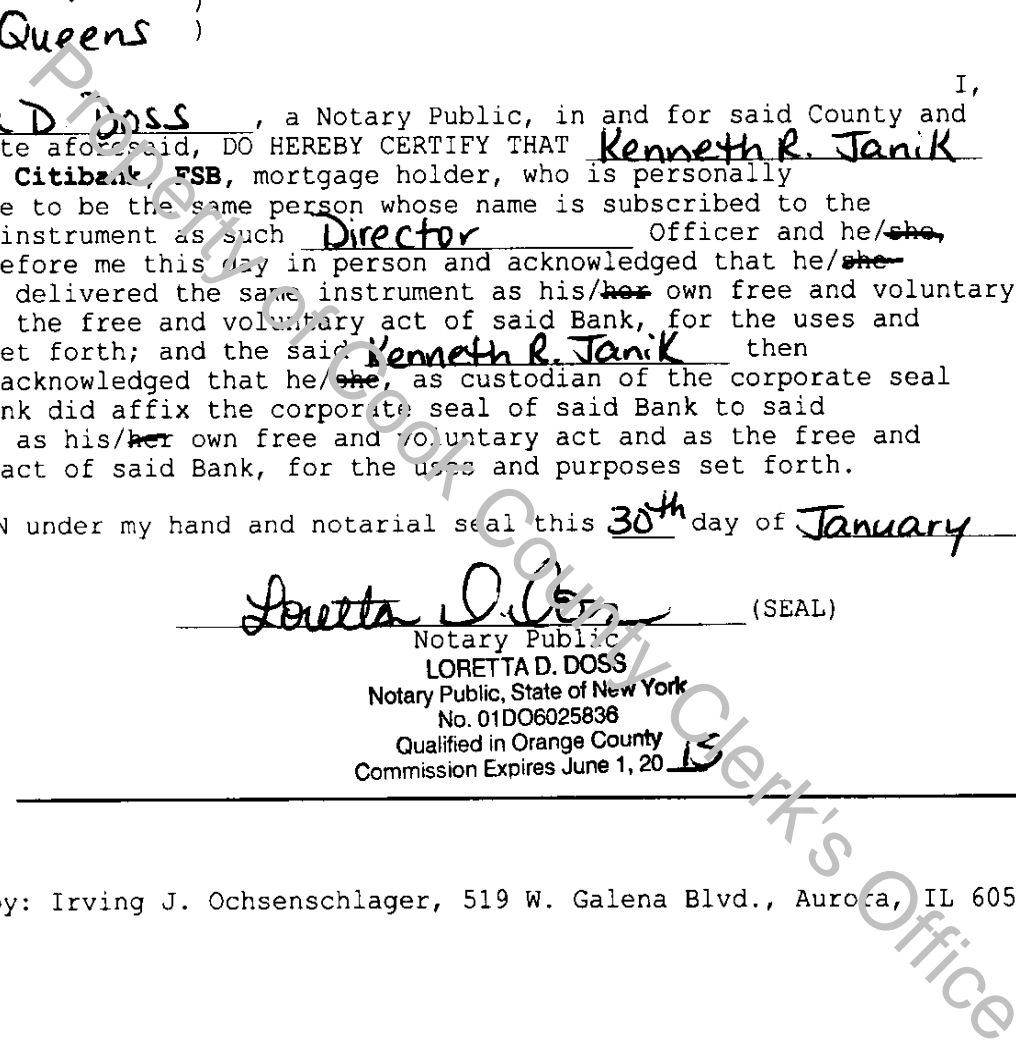 Queens )
D. Doss , a Notary Public, in and for said County and
I,
te aforesaid, DO HEREBY CERTIFY THAT Kenneth R. Janik
Citibank, FSB, mortgage holder, who is personally
e to be the same person whose name is subscribed to the
instrument as such Director Officer and he/she,
efore me this day in person and acknowledged that he/she
delivered the same instrument as his/her own free and voluntary
the free and voluntary act of said Bank, for the uses and
et forth; and the said Kenneth R. Janik then
acknowledged that he/she, as custodian of the corporate seal
nk did affix the corporate seal of said Bank to said
as his/her own free and voluntary act and as the free and
act of said Bank, for the uses and purposes set forth.
N under my hand and notarial seal this 30th day of January
Loretta D. Doss (SEAL)
Notary Public
LORETTA D. DOSS
Notary Public, State of New York
No. 01DO6025836
Qualified in Orange County
Commission Expires June 1, 20 15
y: Irving J. Ochsenschlager, 519 W. Galena Blvd., Aurora, IL 605
Property of Cook County Clerk's Office